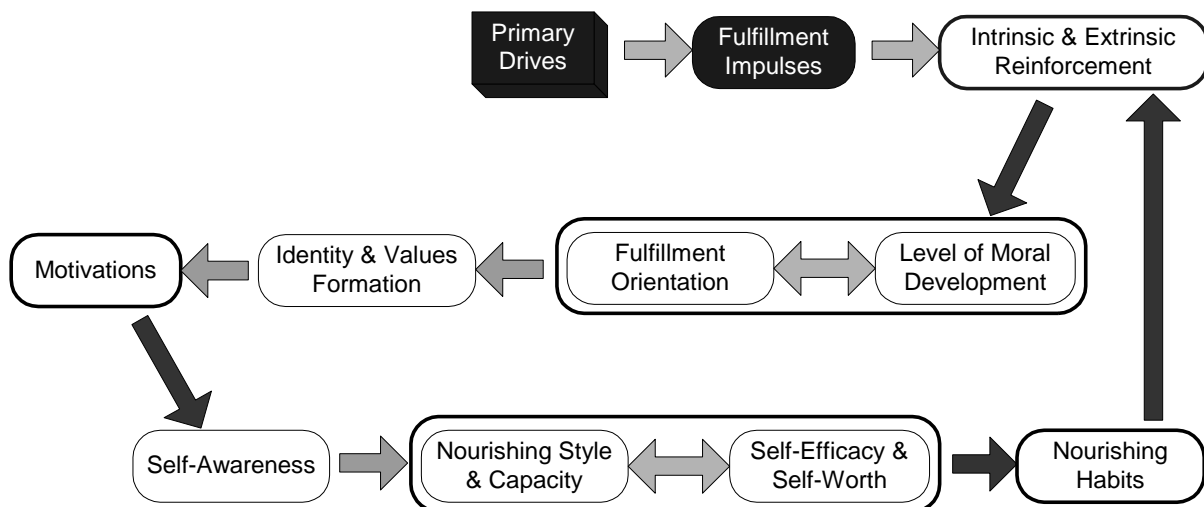 Primary
Drives
Fulfillment
Impulses
Intrinsic & Extrinsic
Reinforcement
Motivations
Identity & Values
Formation
Fulfillment
Orientation
Level of Moral
Development
Self-Awareness
Nourishing Style
& Capacity
Self-Efficacy &
Self-Worth
Nourishing
Habits